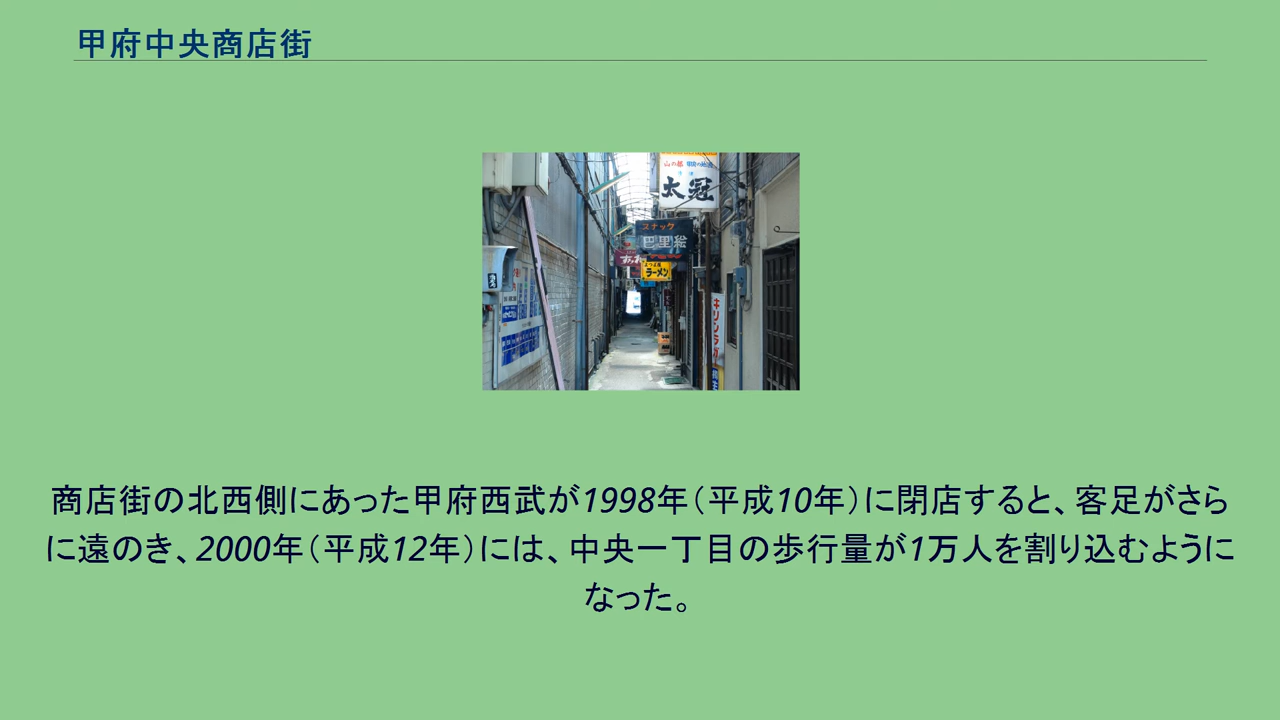 甲府中央商店街
太冠
スナック
巴里絵
ラーメン
商店街の北西側にあった甲府西武が1998年（平成10年）に閉店すると、客足がさら
に遠のき、2000年（平成12年）には、中央一丁目の歩行量が1万人を割り込むように
なった。